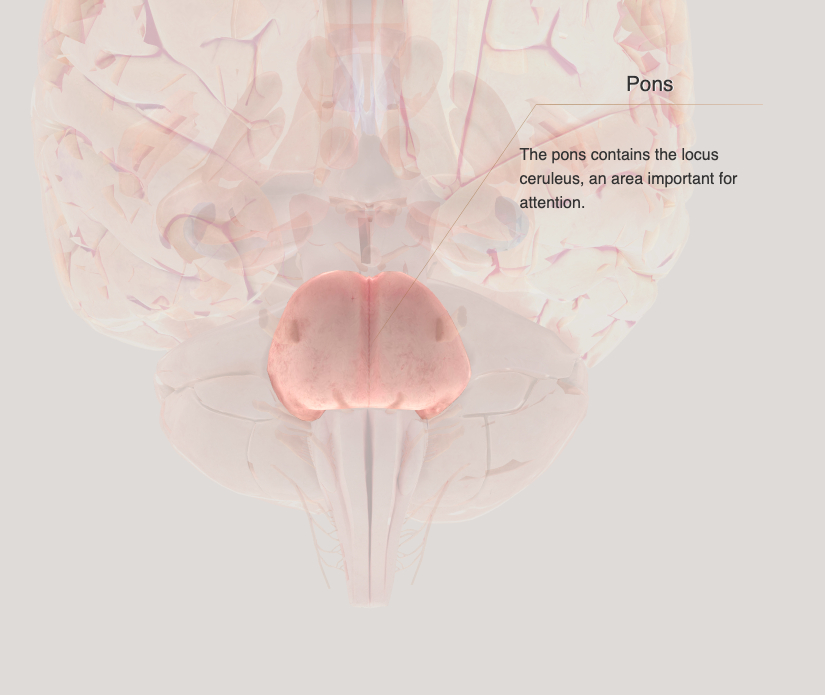 Pons
The pons contains the locus
ceruleus, an area important for
attention.